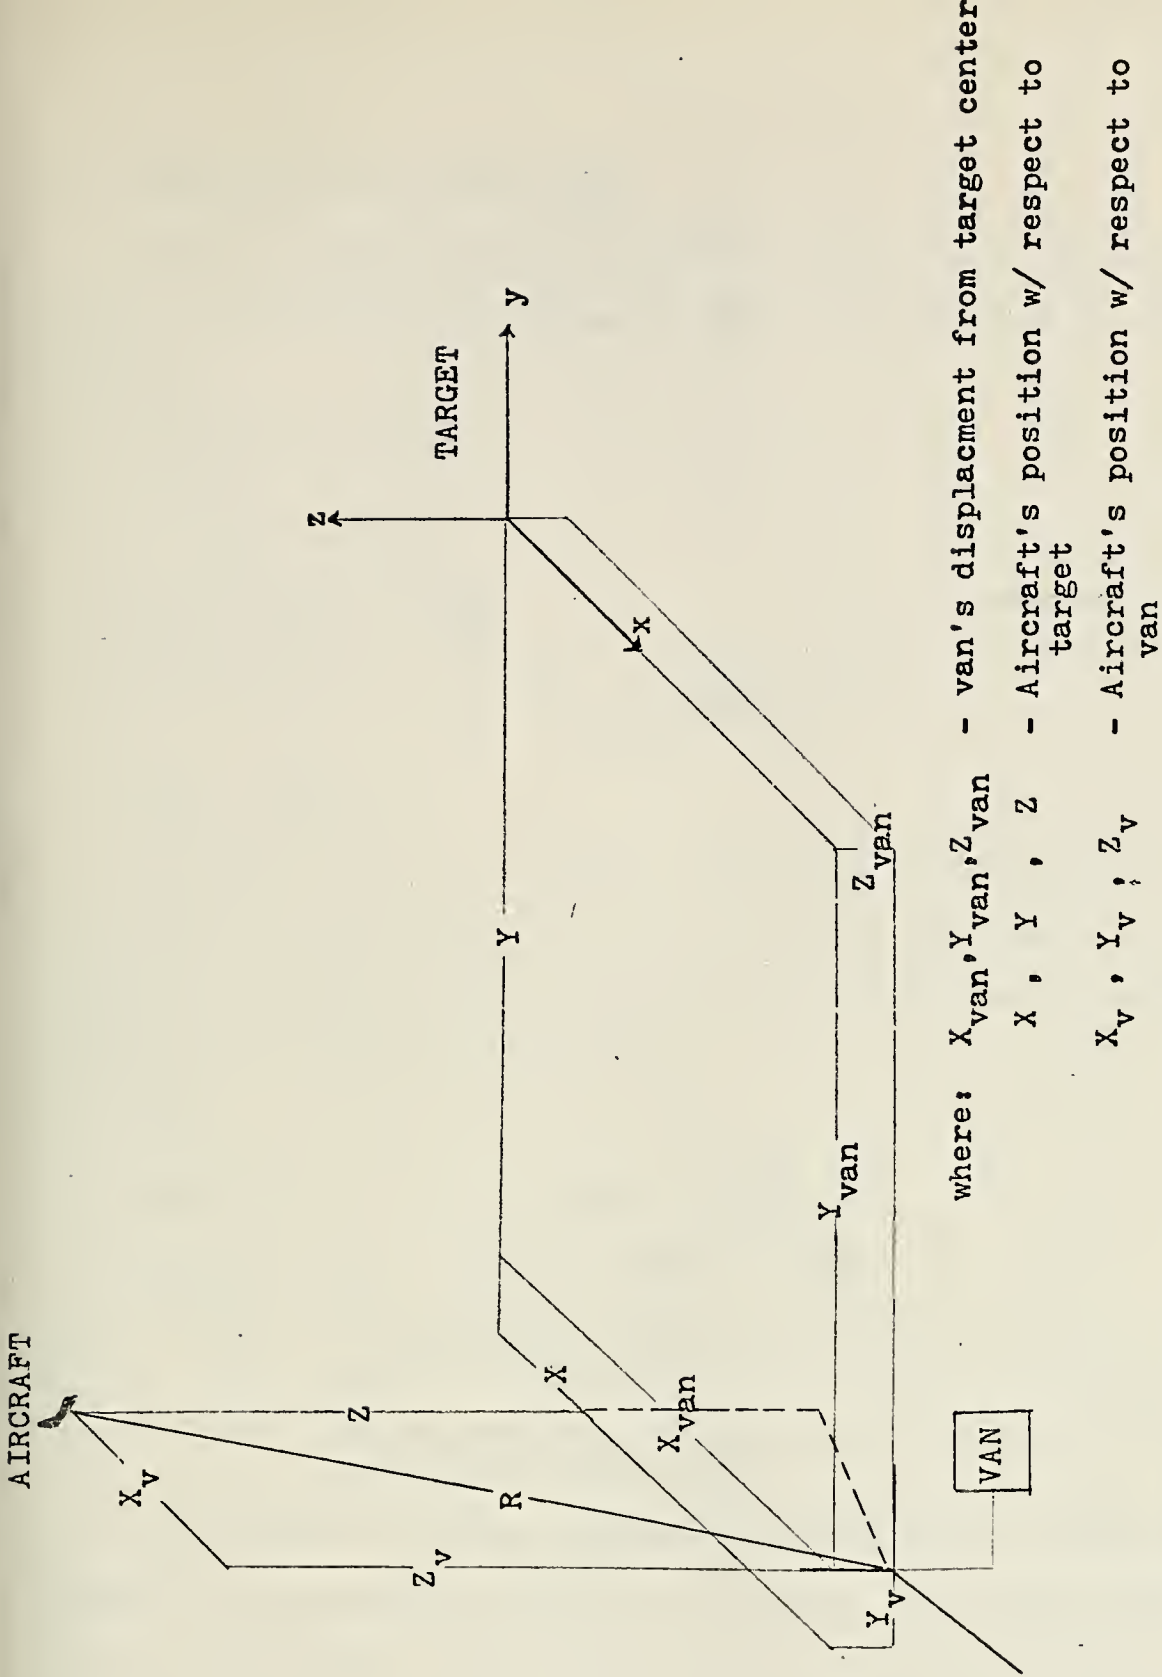 AIRCRAFT
Z
TARGET
y
X_v
Z
Y
x
R
X
Z_v
X_van
Y_van
Z_van
Y_v
VAN
where: X_van,Y_van,Z_van - van's displacment from target center
X , Y , Z - Aircraft's position w/ respect to
target
X_v , Y_v , Z_v - Aircraft's position w/ respect to
van